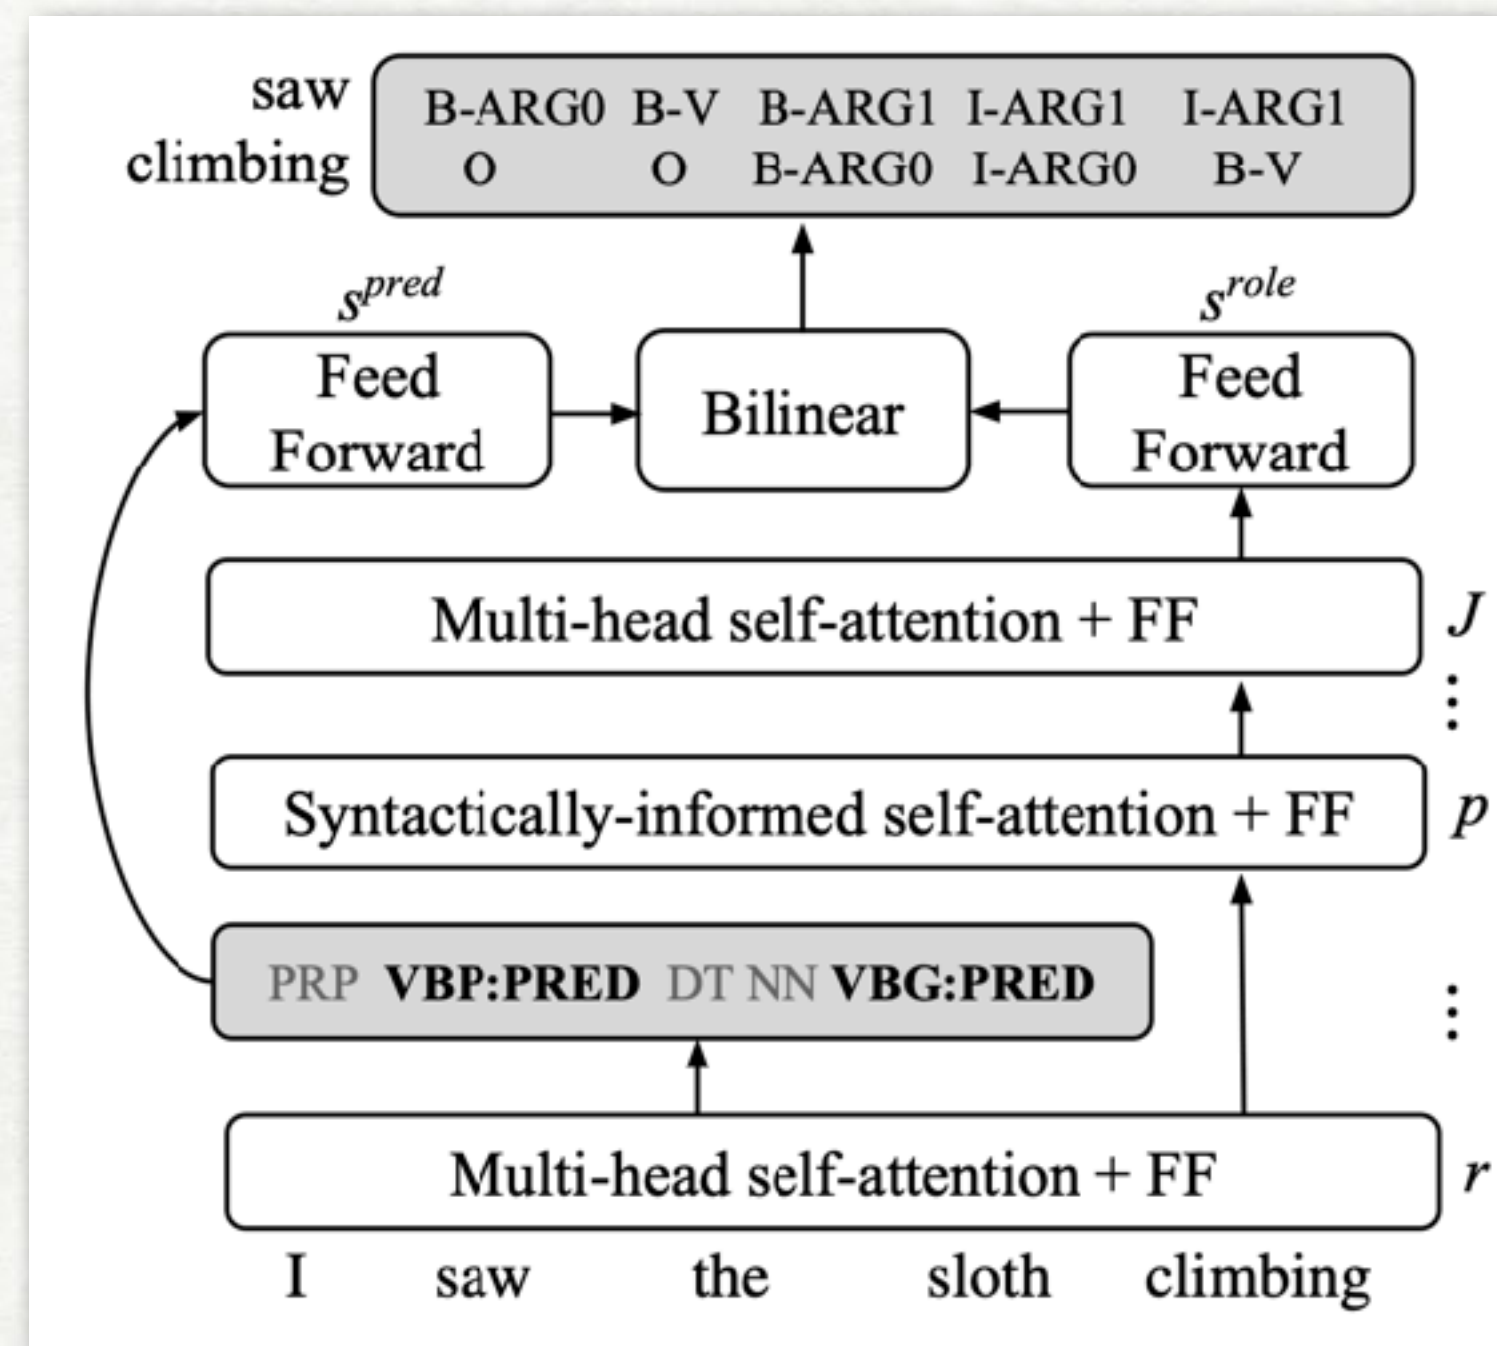 saw B-ARG0 B-V B-ARG1 I-ARG1 I-ARG1
climbing O O B-ARG0 I-ARG0 B-V
s^pred s^role
Feed Forward
Bilinear
Feed Forward
Multi-head self-attention + FF J
Syntactically-informed self-attention + FF p
PRP VBP:PRED DT NN VBG:PRED
Multi-head self-attention + FF r
I saw the sloth climbing